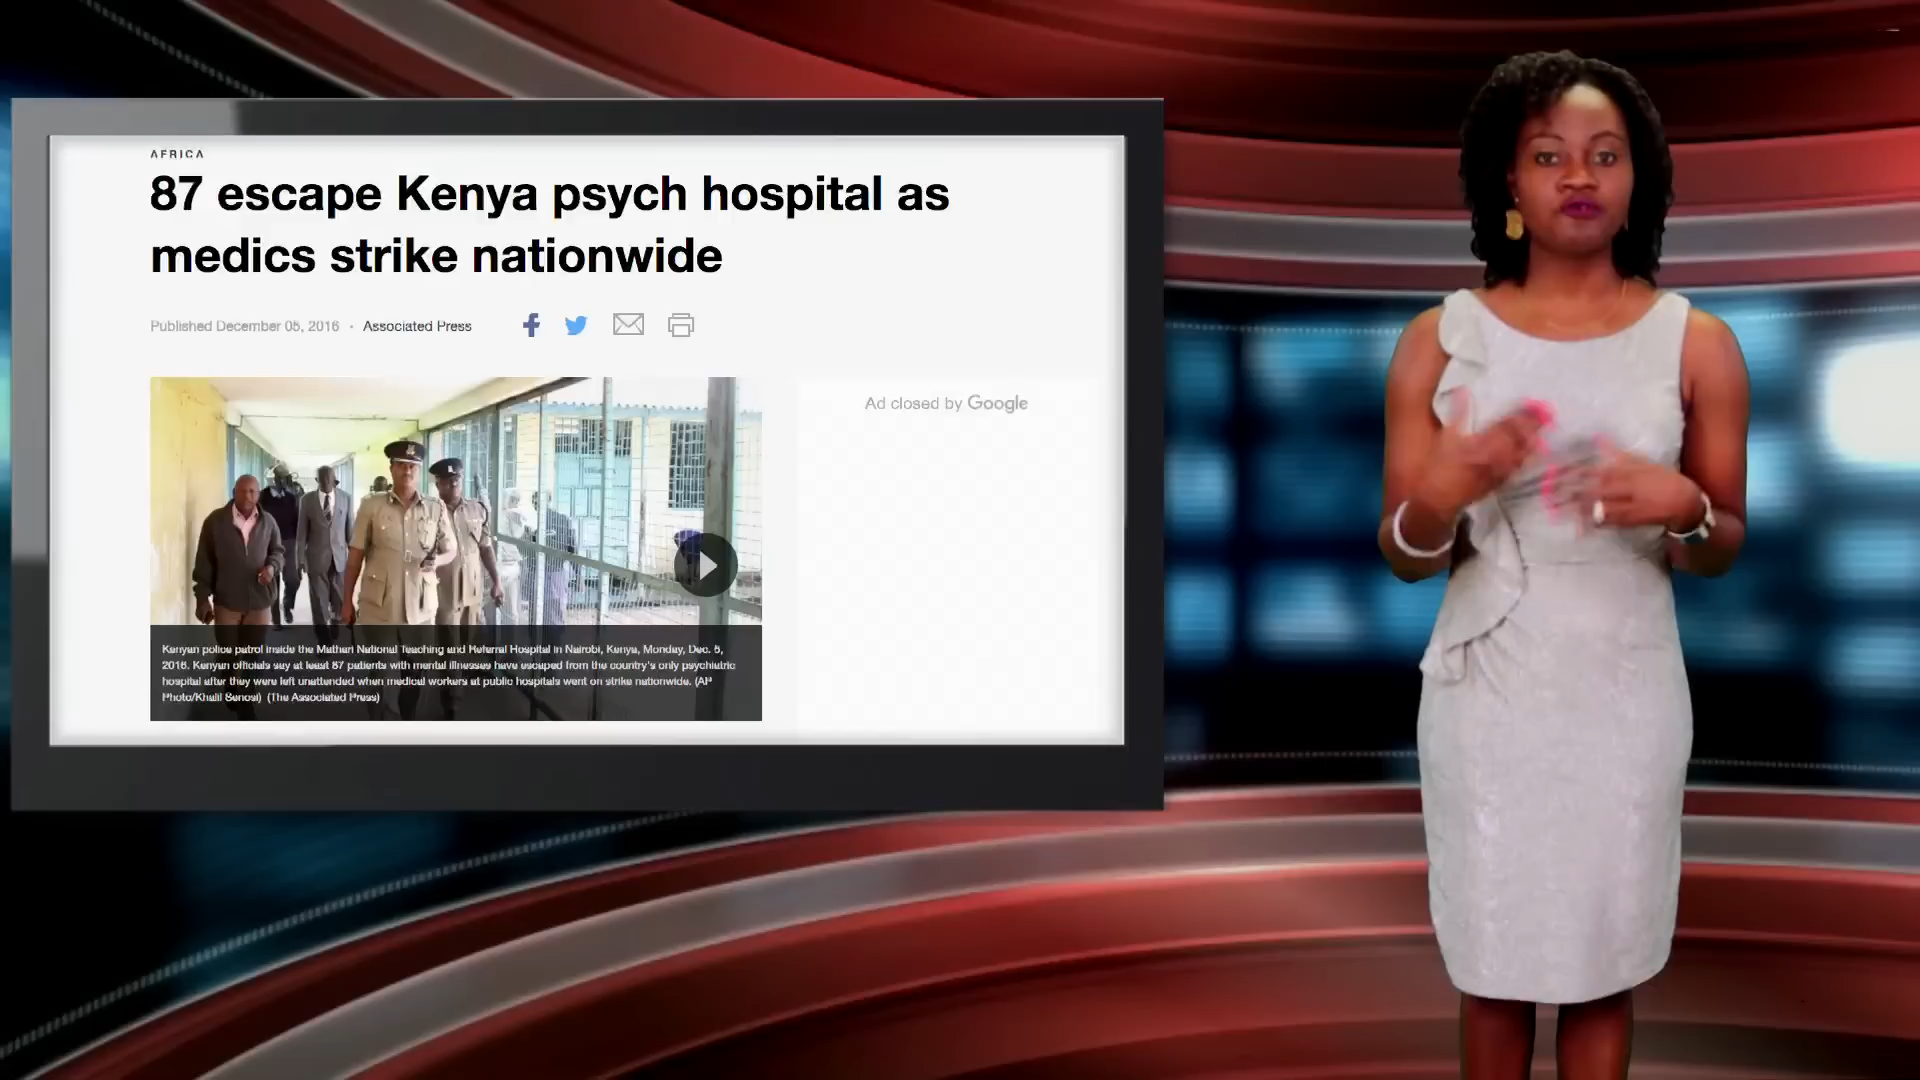 AFRICA
87 escape Kenya psych hospital as
medics strike nationwide
Published December 05, 2016 • Associated Press
Ad closed by Google
Kenyan police patrol inside the Mathari National Teaching and Referral Hospital in Nairobi, Kenya, Monday, Dec. 5,
2016. Kenyan officials say at least 87 patients with mental illnesses have escaped from the country's only psychiatric
hospital after they were left unattended when medical workers at public hospitals went on strike nationwide. (AP
Photo/Khalil Senosi) (The Associated Press)